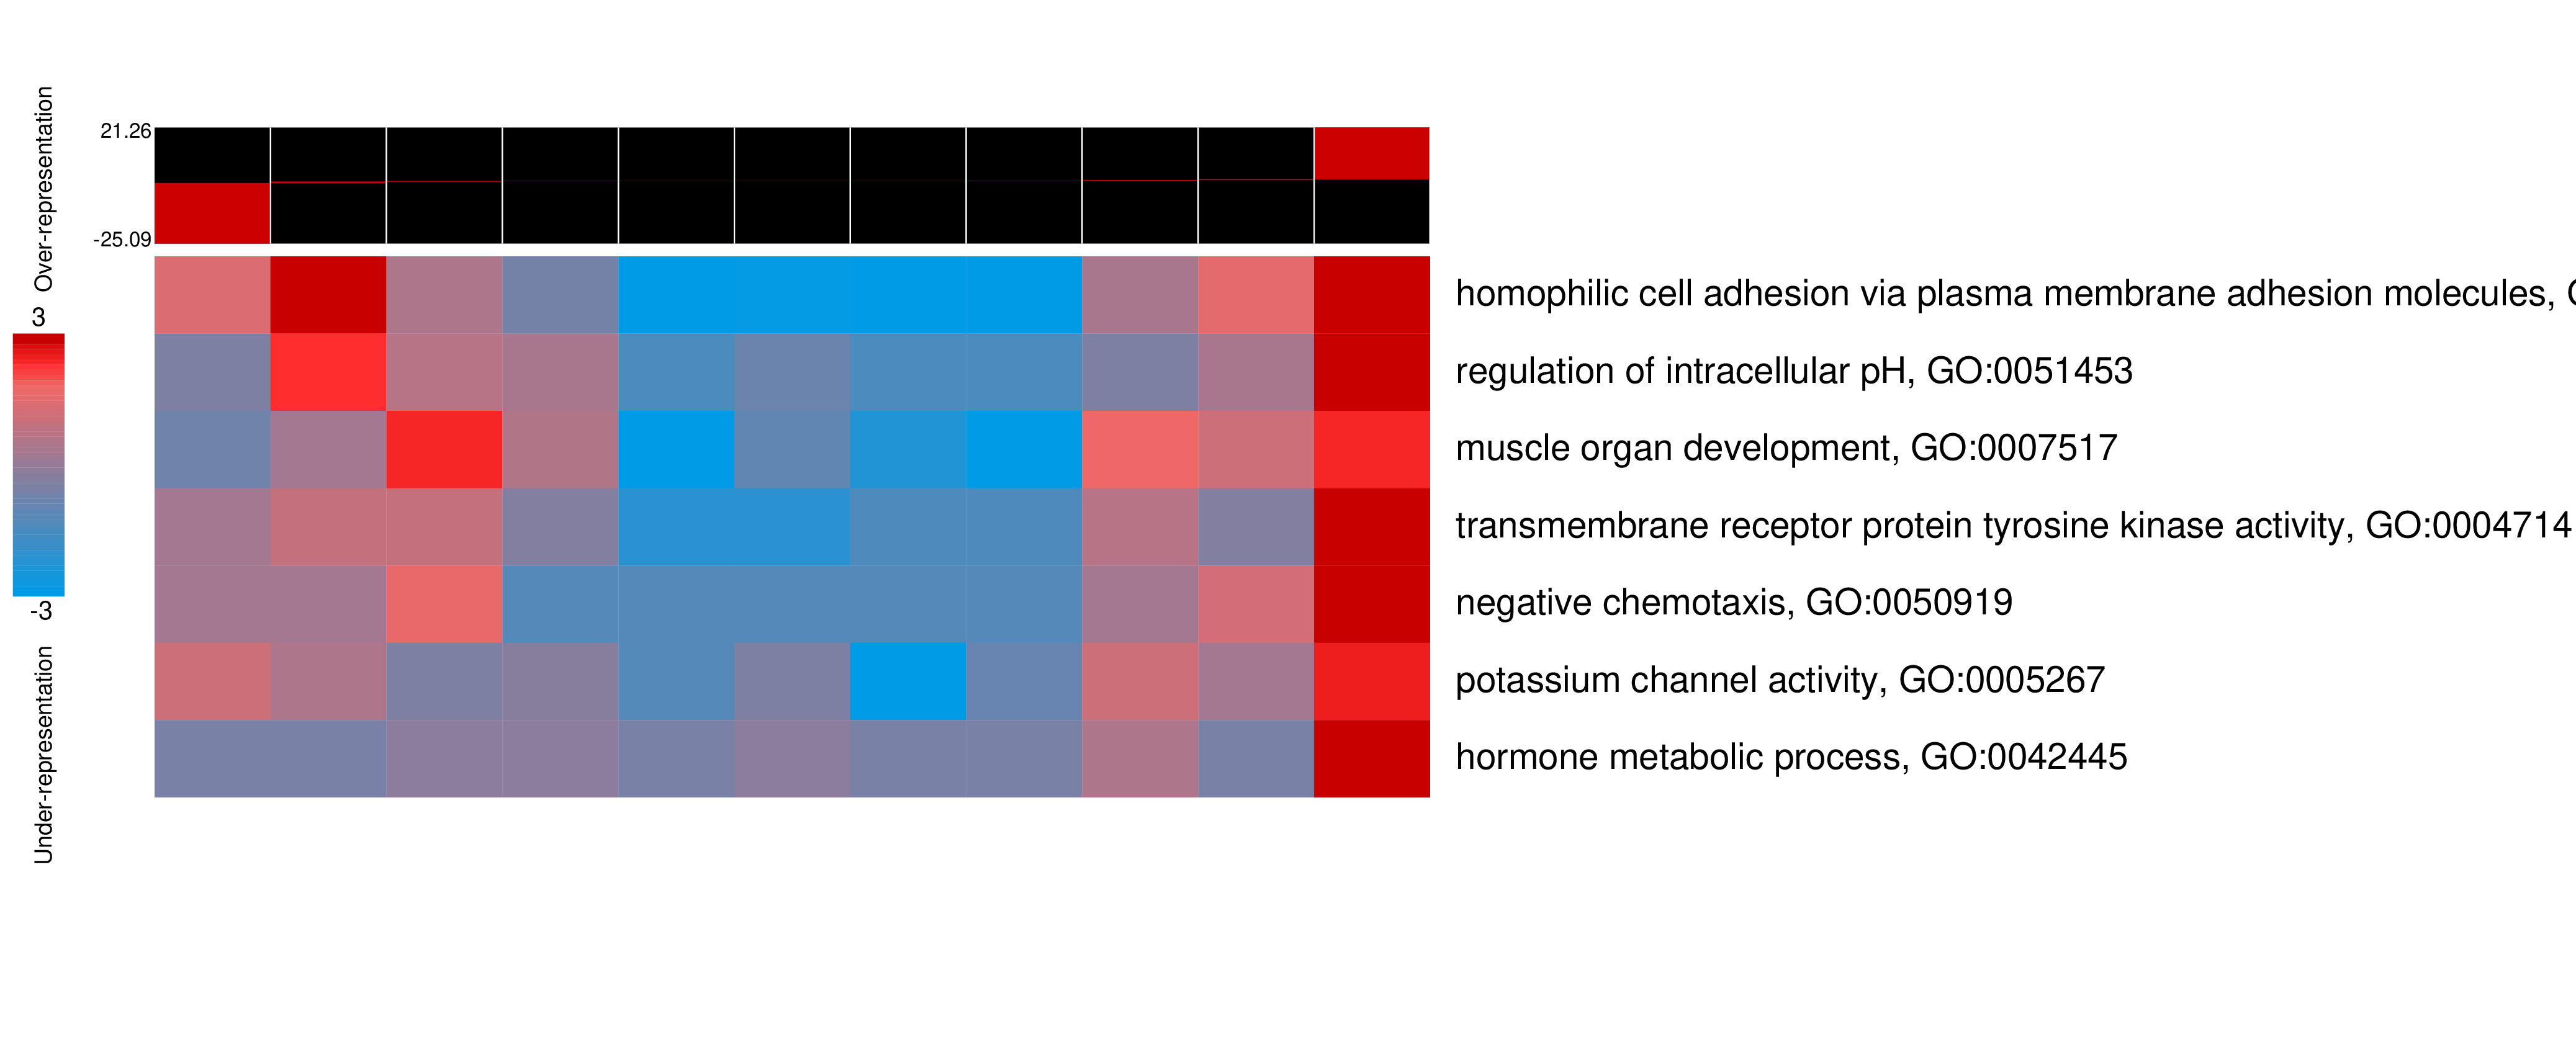 Over-representation
3
-3
Under-representation
21.26
-25.09
homophilic cell adhesion via plasma membrane adhesion molecules,
regulation of intracellular pH, GO:0051453
muscle organ development, GO:0007517
transmembrane receptor protein tyrosine kinase activity, GO:0004714
negative chemotaxis, GO:0050919
potassium channel activity, GO:0005267
hormone metabolic process, GO:0042445